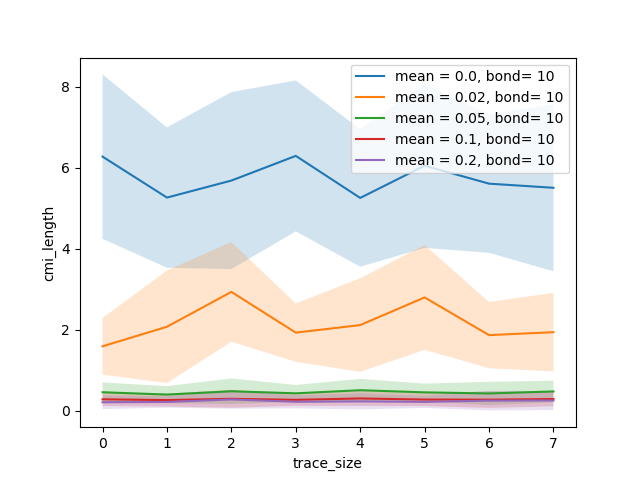 mean = 0.0, bond= 10
mean = 0.02, bond= 10
mean = 0.05, bond= 10
mean = 0.1, bond= 10
mean = 0.2, bond= 10
8
6
4
2
0
cmi_length
0 1 2 3 4 5 6 7
trace_size